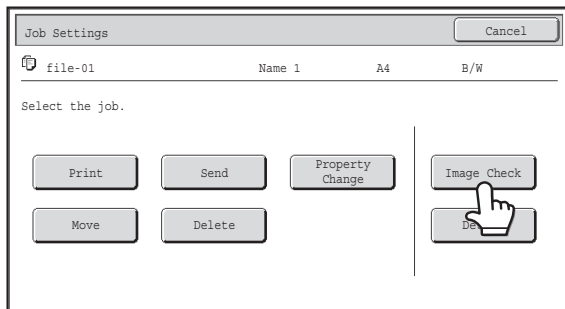 Job Settings
Cancel
file-01 Name 1 A4 B/W
Select the job.
Print
Send
Property
Change
Image Check
Move
Delete